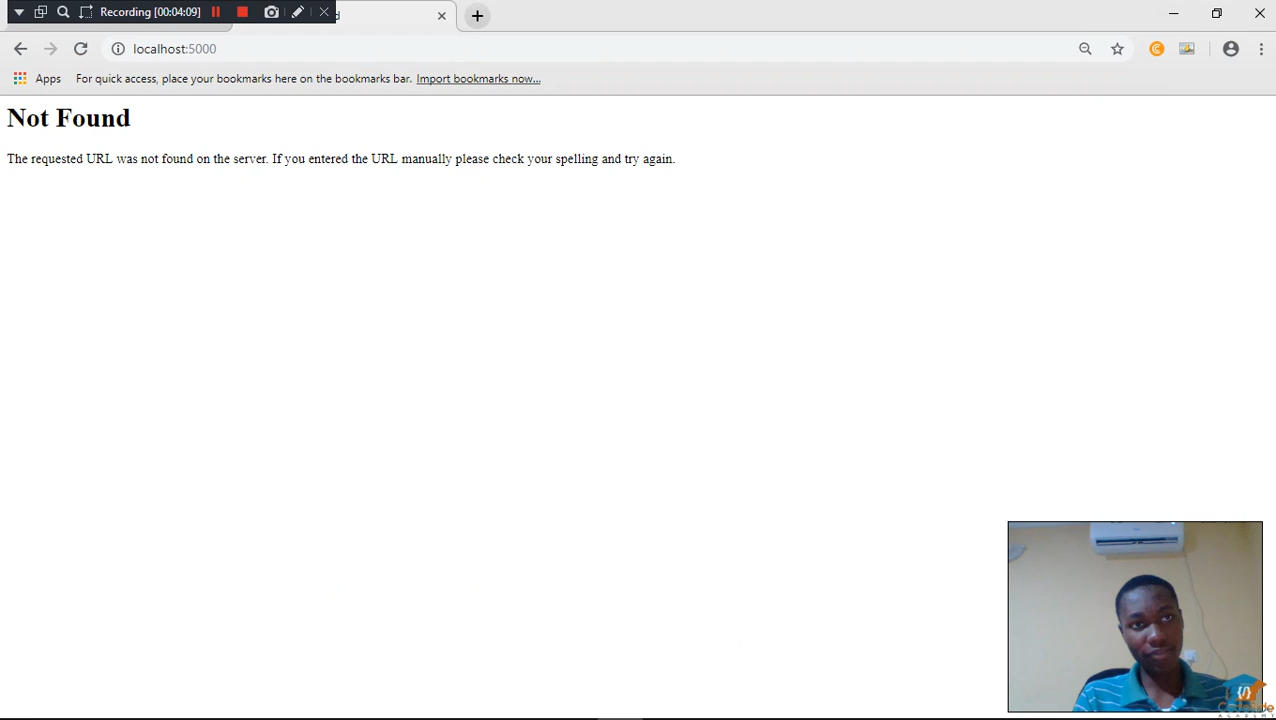 Recording [00:04:09]
localhost:5000
Apps
For quick access, place your bookmarks here on the bookmarks bar. Import bookmarks now...
Not Found
The requested URL was not found on the server. If you entered the URL manually please check your spelling and try again.
ACADEMY